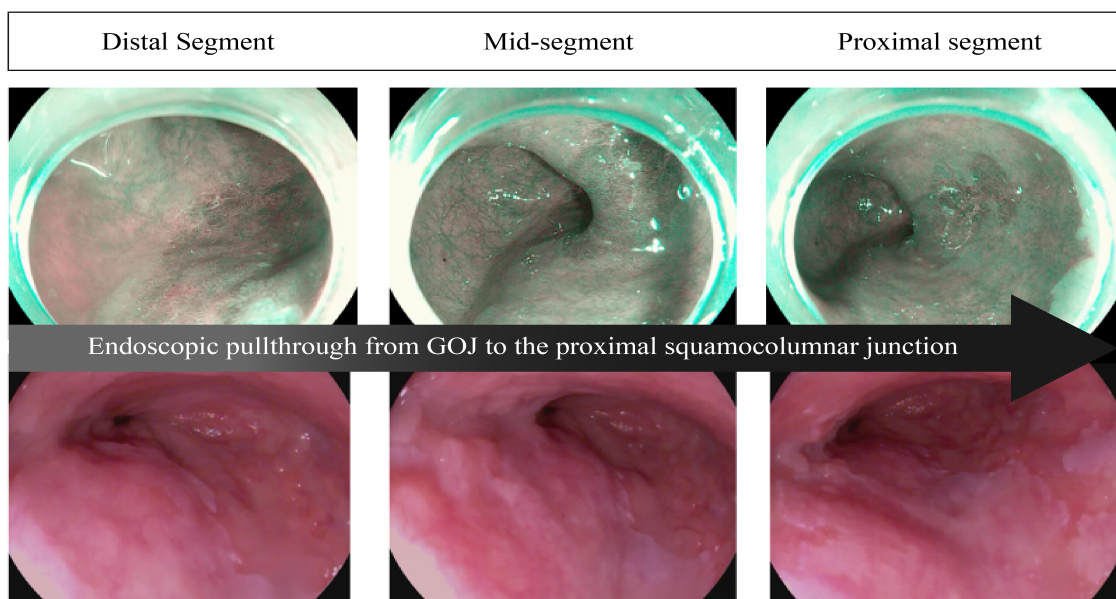 Distal Segment
Mid-segment
Proximal segment
Endoscopic pullthrough from GOJ to the proximal squamocolumnar junction